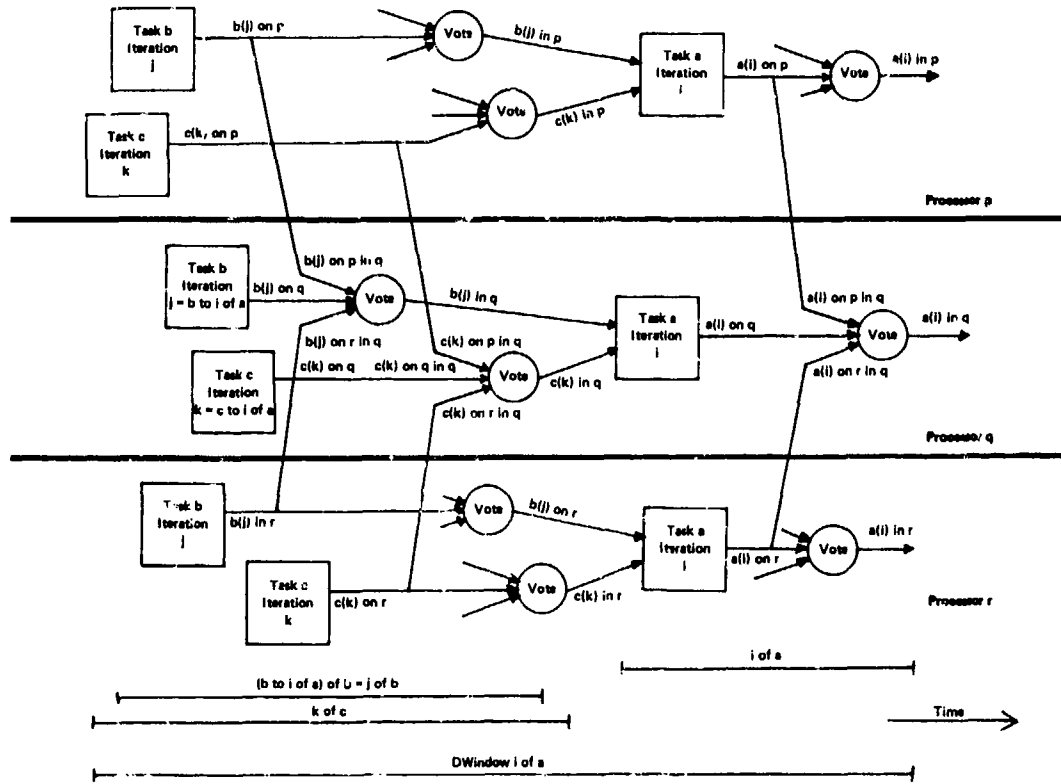 Task b
Iteration
j
b(j) on p
Vote
b(j) in p
Task a
Iteration
i
a(i) on p
Vote
a(i) in p
Task c
Iteration
k
c(k, on p
Vote
c(k) in p
Processor p
Task b
Iteration
j = b to i of a
b(j) on q
b(j) on p in q
Vote
b(j) in q
b(j) on r in q
Task a
Iteration
i
a(i) on q
a(i) on p in q
Vote
a(i) in q
a(i) on r in q
Task c
Iteration
k = c to i of a
c(k) on q
c(k) on q in q
c(k) on p in q
Vote
c(k) in q
c(k) on r in q
Processor q
Task b
Iteration
j
b(j) in r
Vote
b(j) on r
Task a
Iteration
i
a(i) on r
Vote
a(i) in r
Task c
Iteration
k
c(k) on r
Vote
c(k) in r
Processor r
i of a
(b to i of a) of b = j of b
k of c
Time
DWindow i of a